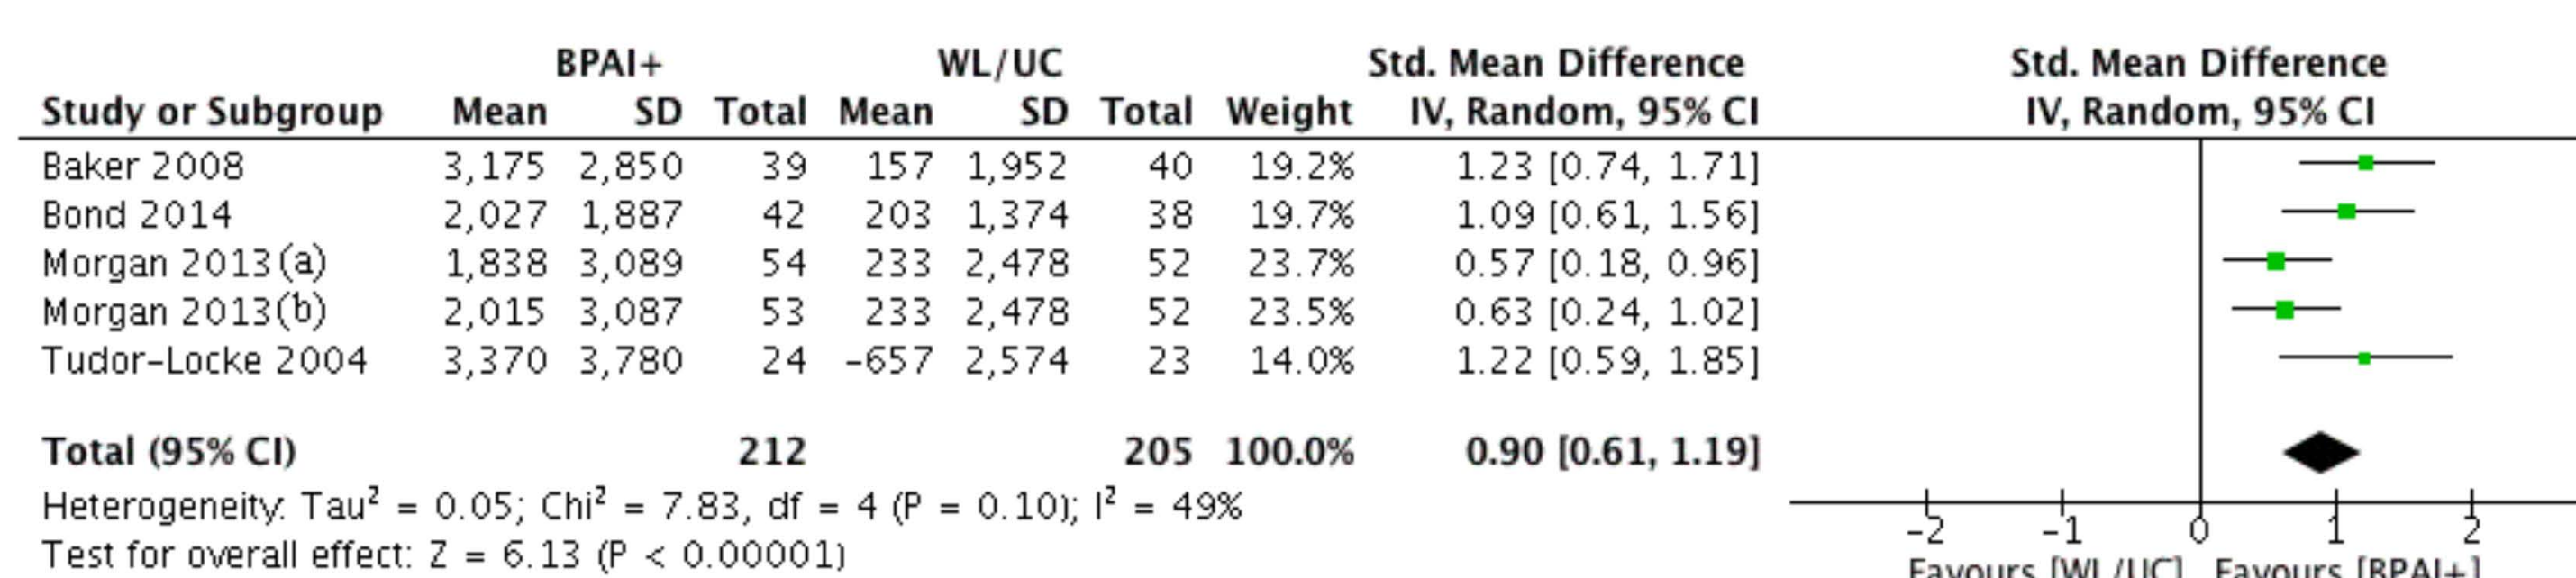 BPAI+ WL/UC Std. Mean Difference Std. Mean Difference
Study or Subgroup Mean SD Total Mean SD Total Weight IV, Random, 95% CI IV, Random, 95% CI
Baker 2008 3,175 2,850 39 157 1,952 40 19.2% 1.23 [0.74, 1.71]
Bond 2014 2,027 1,887 42 203 1,374 38 19.7% 1.09 [0.61, 1.56]
Morgan 2013(a) 1,838 3,089 54 233 2,478 52 23.7% 0.57 [0.18, 0.96]
Morgan 2013(b) 2,015 3,087 53 233 2,478 52 23.5% 0.63 [0.24, 1.02]
Tudor-Locke 2004 3,370 3,780 24 -657 2,574 23 14.0% 1.22 [0.59, 1.85]
Total (95% CI) 212 205 100.0% 0.90 [0.61, 1.19]
Heterogeneity: Tau² = 0.05; Chi² = 7.83, df = 4 (P = 0.10); I² = 49%
Test for overall effect: Z = 6.13 (P < 0.00001)
-2 -1 0 1 2
Favours [WL/UC] Favours [BPAI+]